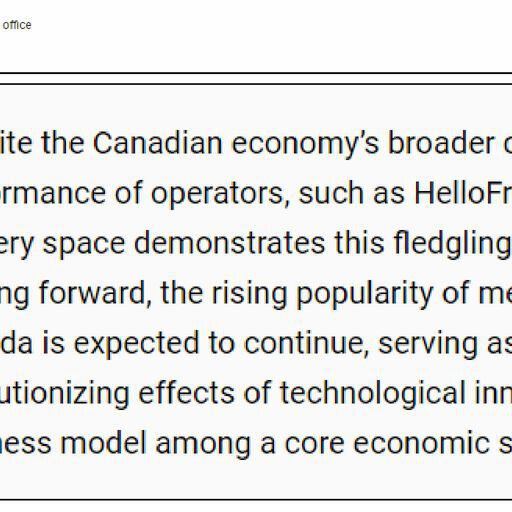 office
ite the Canadian economy's broader
ormance of operators, such as HelloFr
ery space demonstrates this fledgling
ng forward, the rising popularity of me
da is expected to continue, serving as
utionizing effects of technological inn
ness model among a core economic s